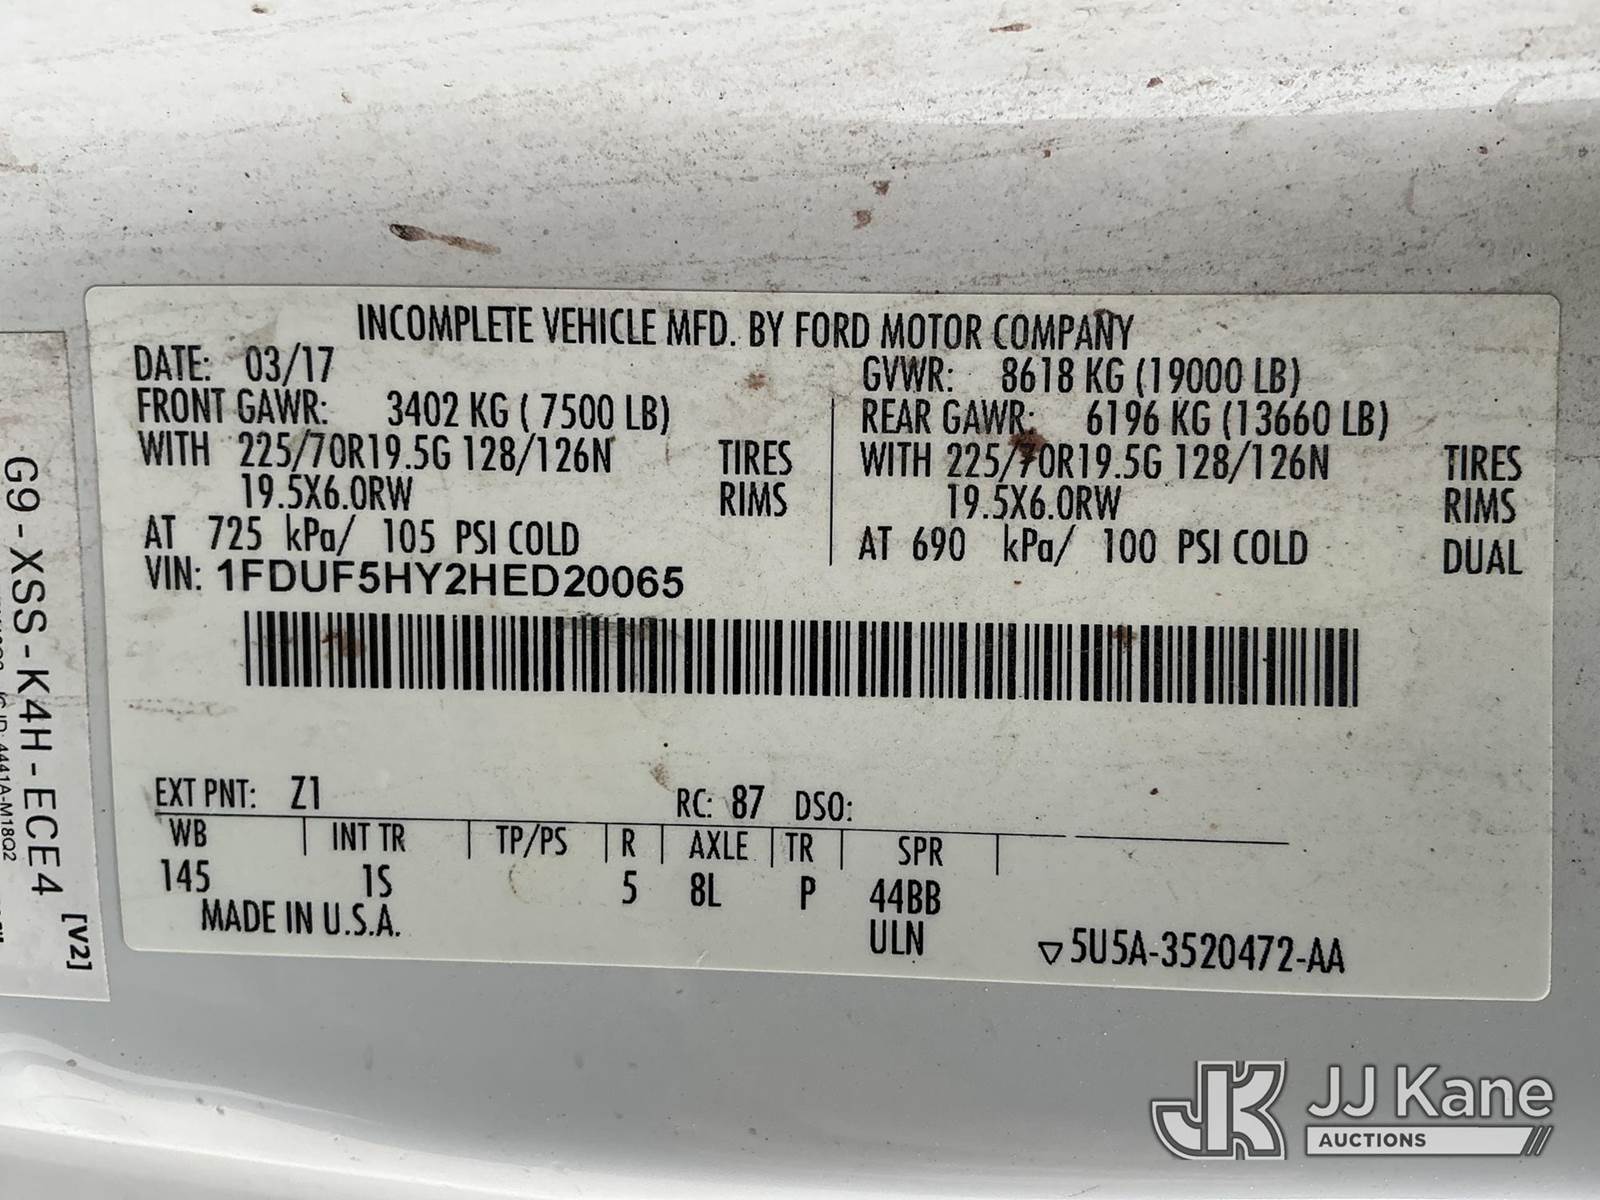 INCOMPLETE VEHICLE MFD. BY FORD MOTOR COMPANY
DATE: 03/17 GVWR: 8618 KG (19000 LB)
FRONT GAWR: 3402 KG ( 7500 LB) REAR GAWR: 6196 KG (13660 LB)
WITH 225/70R19.5G 128/126N TIRES WITH 225/70R19.5G 128/126N TIRES
19.5X6.0RW RIMS 19.5X6.0RW RIMS
AT 725 kPa/ 105 PSI COLD AT 690 kPa/ 100 PSI COLD DUAL
VIN: 1FDUF5HY2HED20065
EXT PNT: Z1 RC: 87 DSO:
WB INT TR TP/PS R AXLE TR SPR
145 1S 5 8L P 44BB
MADE IN U.S.A. ULN ▽5U5A-3520472-AA
G9-XSS-K4H-ECE4
[V2]
IC ID: 4441A-M18Q2
JK JJ Kane
AUCTIONS